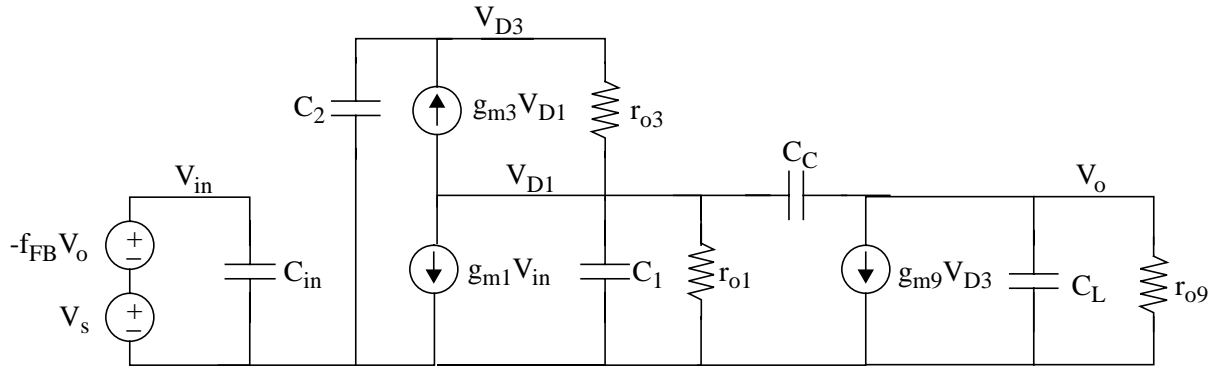 V_D3
C_2
g_m3V_D1
r_o3
C_C
V_in
V_D1
V_o
-f_FBV_o
+
−
C_in
g_m1V_in
C_1
r_o1
g_m9V_D3
C_L
r_o9
V_s
+
−